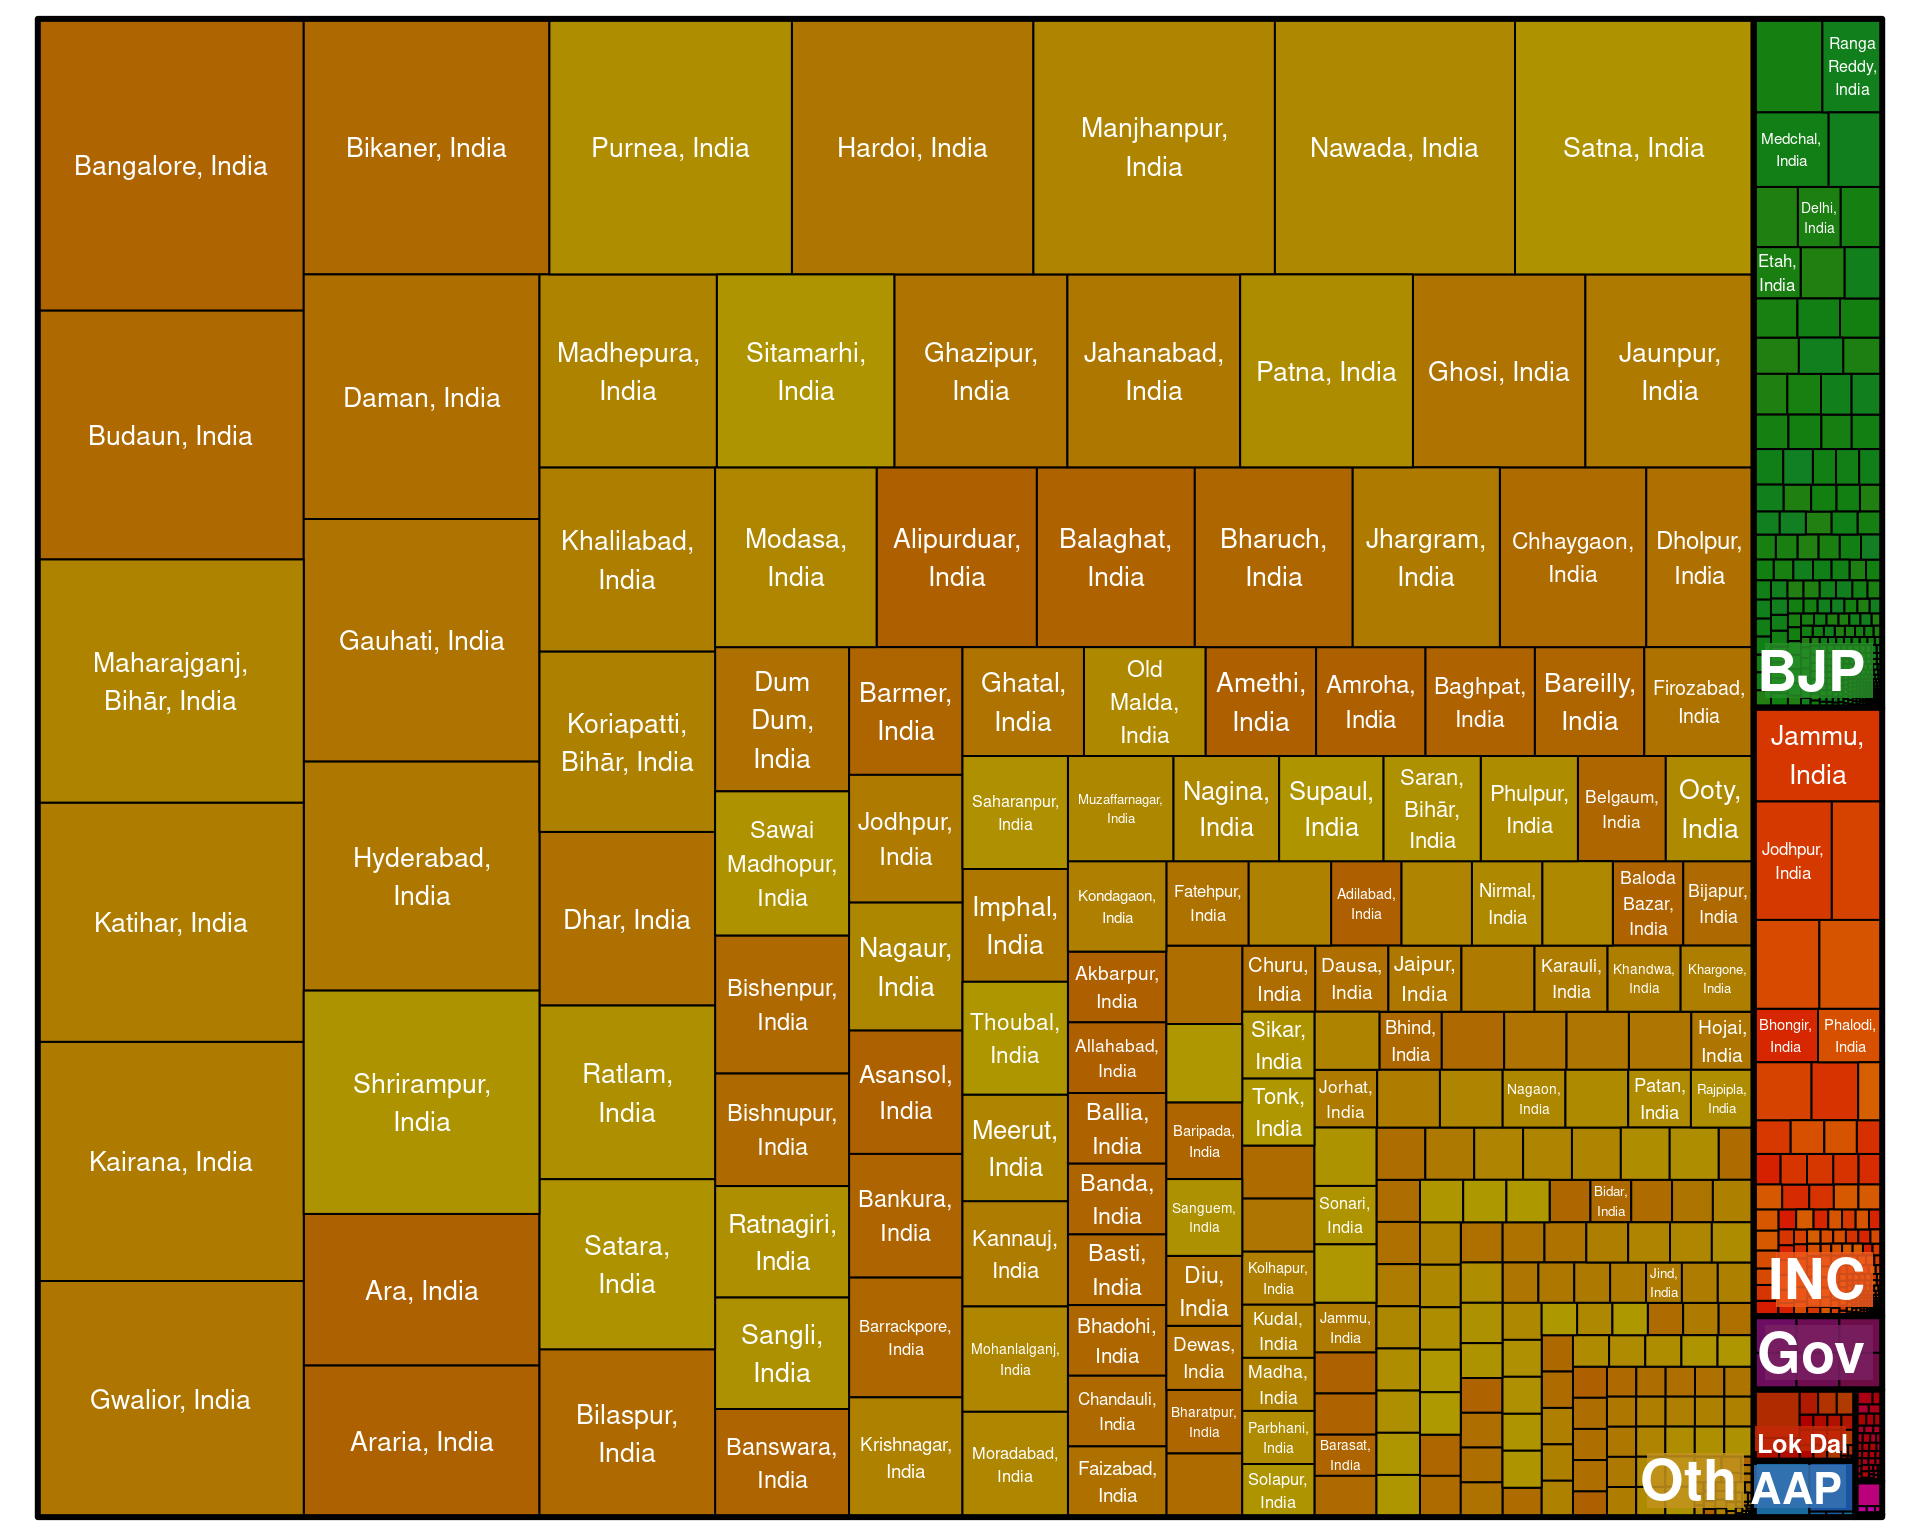 Bangalore, India
Budaun, India
Maharajganj,
Bihār, India
Katihar, India
Kairana, India
Gwalior, India
Bikaner, India
Purnea, India
Hardoi, India
Manjhanpur,
India
Nawada, India
Satna, India
Daman, India
Gauhati, India
Hyderabad,
India
Shrirampur,
India
Ara, India
Araria, India
Madhepura,
India
Sitamarhi,
India
Ghazipur,
India
Jahanabad,
India
Patna, India
Ghosi, India
Jaunpur,
India
Khalilabad,
India
Koriapatti,
Bihār, India
Dhar, India
Ratlam,
India
Satara,
India
Bilaspur,
India
Modasa,
India
Alipurduar,
India
Balaghat,
India
Bharuch,
India
Jhargram,
India
Chhaygaon,
India
Dholpur,
India
Dum
Dum,
India
Sawai
Madhopur,
India
Bishenpur,
India
Bishnupur,
India
Ratnagiri,
India
Sangli,
India
Banswara,
India
Barmer,
India
Jodhpur,
India
Nagaur,
India
Asansol,
India
Bankura,
India
Barrackpore,
India
Krishnagar,
India
Ghatal,
India
Old
Malda,
India
Amethi,
India
Amroha,
India
Baghpat,
India
Bareilly,
India
Firozabad,
India
Saharanpur,
India
Imphal,
India
Thoubal,
India
Meerut,
India
Kannauj,
India
Mohanlalganj,
India
Moradabad,
India
Muzaffarnagar,
India
Nagina,
India
Supaul,
India
Saran,
Bihār,
India
Phulpur,
India
Belgaum,
India
Ooty,
India
Kondagaon,
India
Akbarpur,
India
Allahabad,
India
Ballia,
India
Banda,
India
Basti,
India
Bhadohi,
India
Chandauli,
India
Faizabad,
India
Fatehpur,
India
Adilabad,
India
Nirmal,
India
Baloda
Bazar,
India
Bijapur,
India
Baripada,
India
Sanguem,
India
Diu,
India
Dewas,
India
Bharatpur,
India
Churu,
India
Dausa,
India
Jaipur,
India
Karauli,
India
Khandwa,
India
Khargone,
India
Sikar,
India
Tonk,
India
Kolhapur,
India
Kudal,
India
Madha,
India
Parbhani,
India
Solapur,
India
Bhind,
India
Hojai,
India
Jorhat,
India
Nagaon,
India
Patan,
India
Rajpipla,
India
Sonari,
India
Jammu,
India
Barasat,
India
Bidar,
India
Jind,
India
Oth
Ranga
Reddy,
India
Medchal,
India
Delhi,
India
Etah,
India
BJP
Jammu,
India
Jodhpur,
India
Bhongir,
India
Phalodi,
India
INC
Gov
Lok Dal
AAP